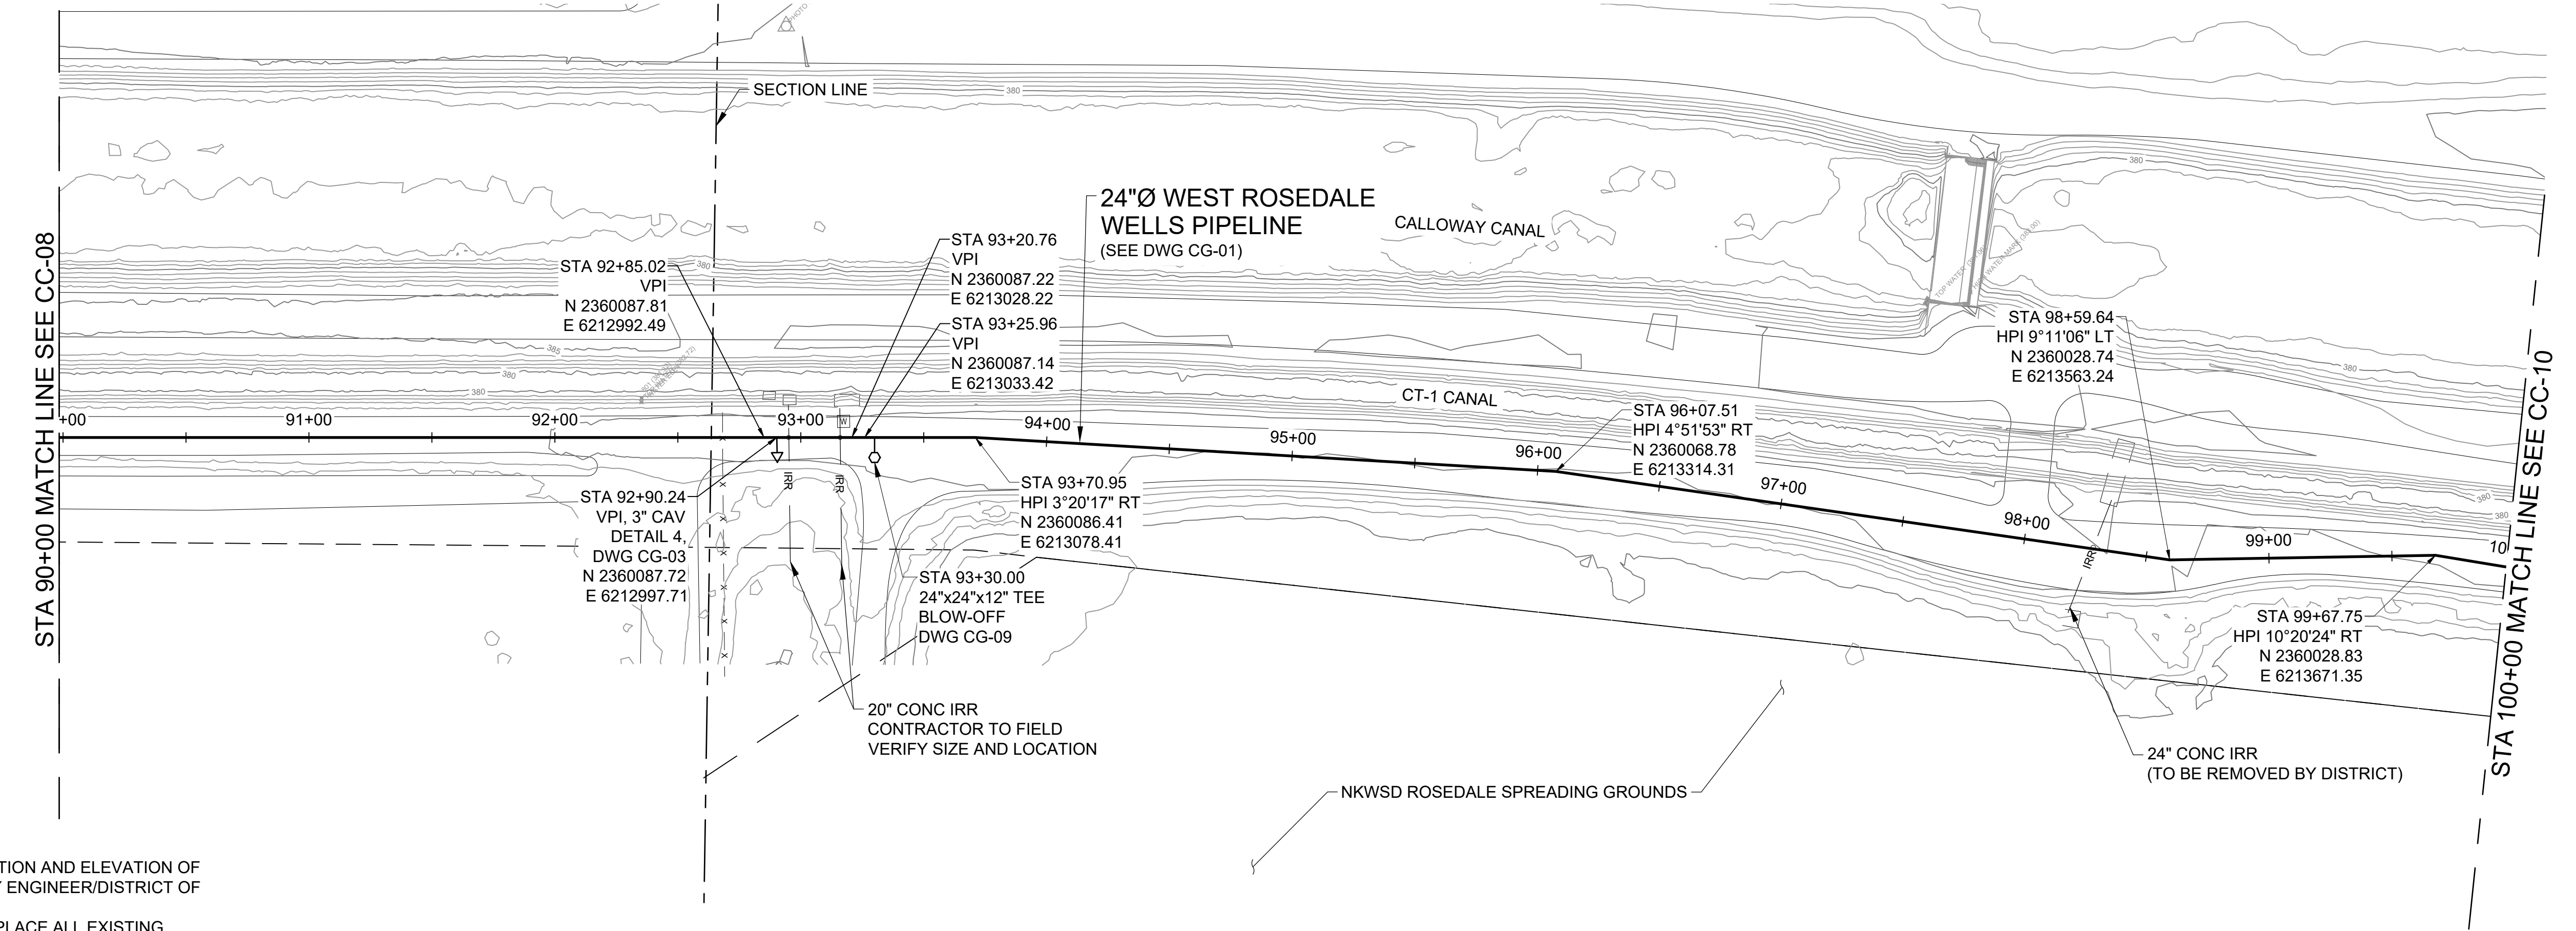 PHOTO
SECTION LINE
380
380
24"Ø WEST ROSEDALE
WELLS PIPELINE
(SEE DWG CG-01)
CALLOWAY CANAL
STA 92+85.02
VPI
N 2360087.81
E 6212992.49
380
STA 93+20.76
VPI
N 2360087.22
E 6213028.22
STA 93+25.96
VPI
N 2360087.14
E 6213033.42
STA 98+59.64
HPI 9°11'06" LT
N 2360028.74
E 6213563.24
385
380
380
380
CT-1 CANAL
STA 96+07.51
HPI 4°51'53" RT
N 2360068.78
E 6213314.31
STA 90+00 MATCH LINE SEE CC-08
+00
91+00
92+00
93+00
94+00
95+00
96+00
97+00
98+00
99+00
10
W
IRR
IRR
IRR
380
380
STA 92+90.24
VPI, 3" CAV
DETAIL 4,
DWG CG-03
N 2360087.72
E 6212997.71
STA 93+70.95
HPI 3°20'17" RT
N 2360086.41
E 6213078.41
STA 93+30.00
24"x24"x12" TEE
BLOW-OFF
DWG CG-09
STA 99+67.75
HPI 10°20'24" RT
N 2360028.83
E 6213671.35
STA 100+00 MATCH LINE SEE CC-10
20" CONC IRR
CONTRACTOR TO FIELD
VERIFY SIZE AND LOCATION
24" CONC IRR
(TO BE REMOVED BY DISTRICT)
NKWSD ROSEDALE SPREADING GROUNDS
TION AND ELEVATION OF
ENGINEER/DISTRICT OF
PLACE ALL EXISTING